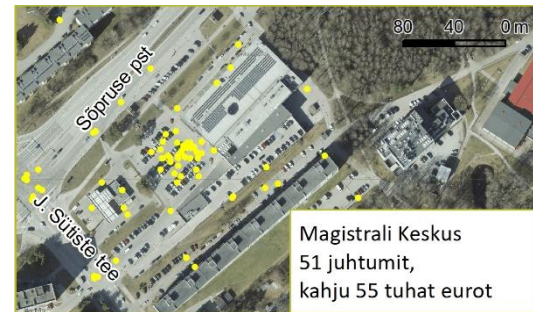 80 40 0 m
Sõpruse pst
J. Sütiste tee
Magistrali Keskus
51 juhtumit,
kahju 55 tuhat eurot